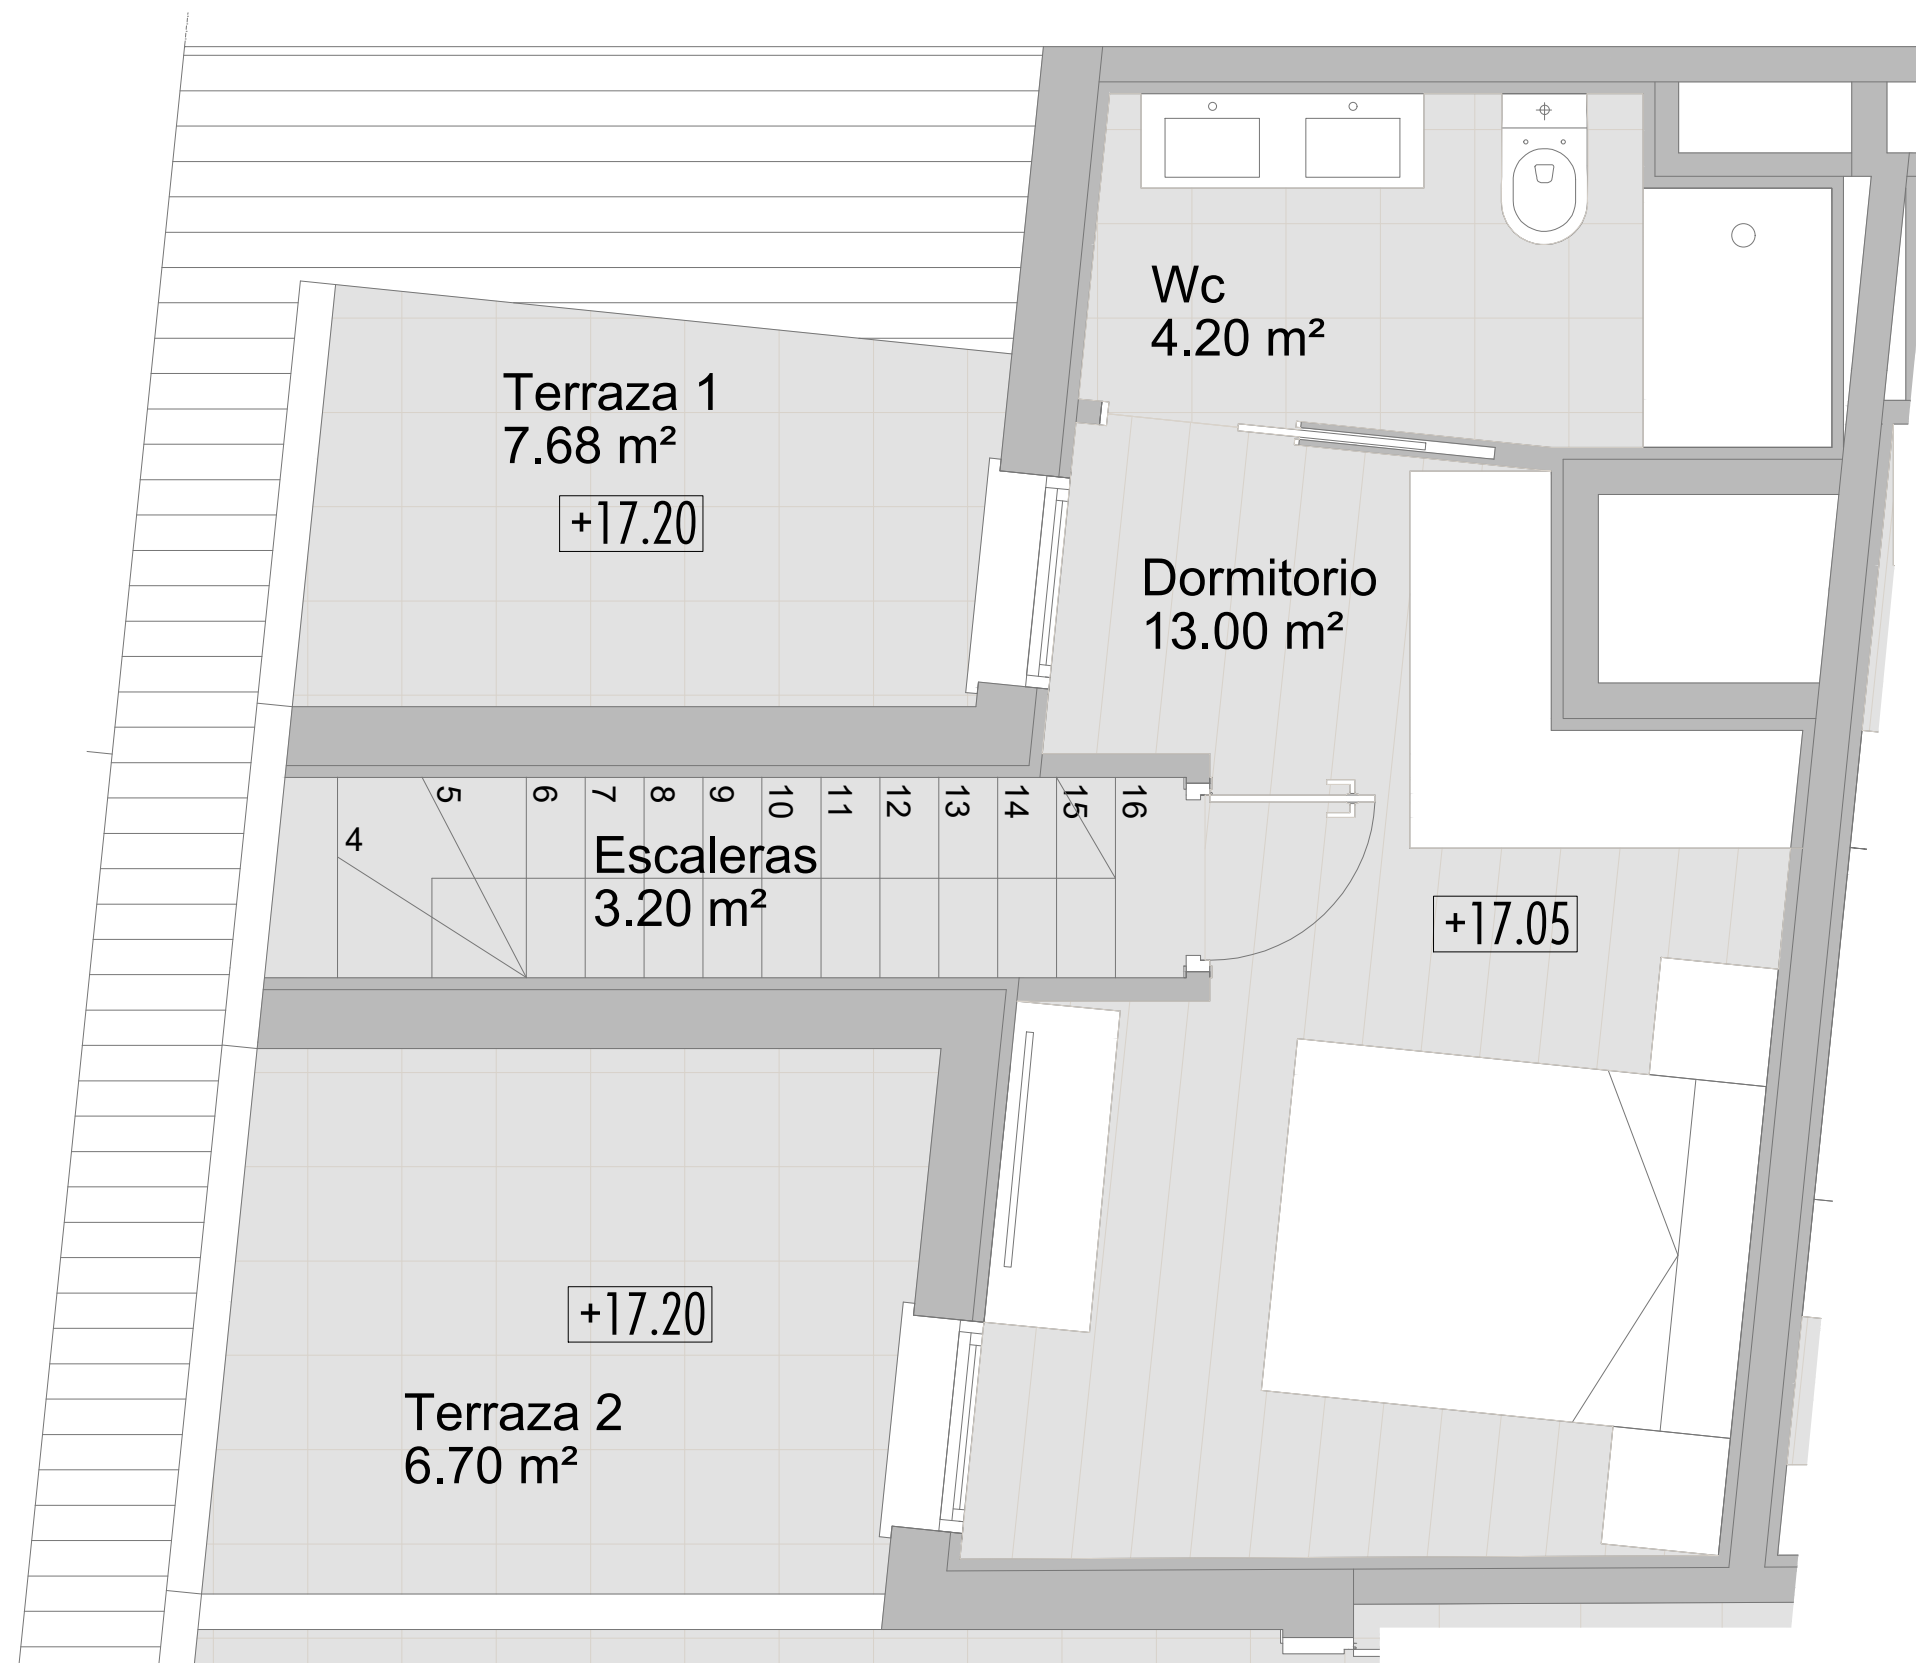 Wc
4.20 m²
Terraza 1
7.68 m²
+17.20
Dormitorio
13.00 m²
4
5
6
7
8
9
10
11
12
13
14
15
16
Escaleras
3.20 m²
+17.05
+17.20
Terraza 2
6.70 m²